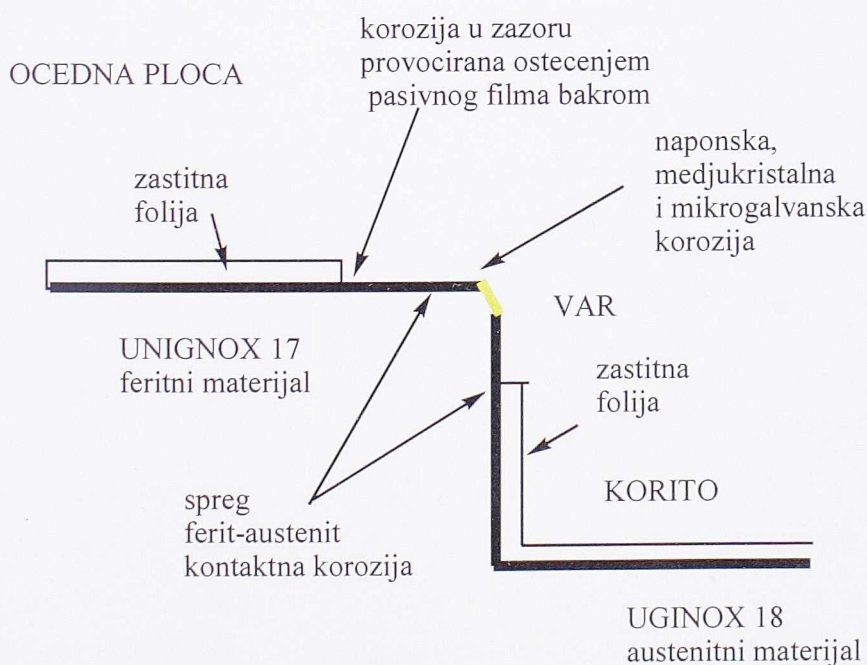 OCEDNA PLOCA
korozija u zazoru
provocirana ostecenjem
pasivnog filma bakrom
naponska,
medjukristalna
i mikrogalvanska
korozija
zastitna
folija
UNIGNOX 17
feritni materijal
VAR
zastitna
folija
spreg
ferit-austenit
kontaktna korozija
KORITO
UGINOX 18
austenitni materijal